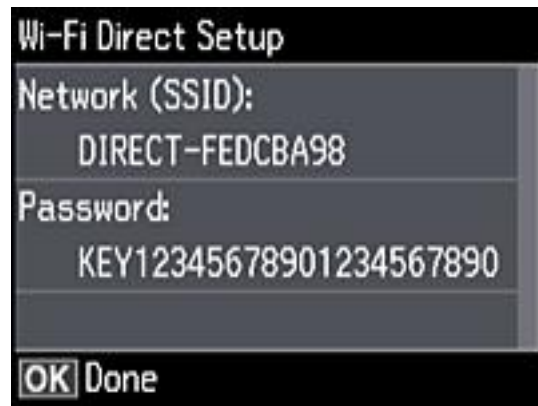 Wi-Fi Direct Setup
Network (SSID):
DIRECT-FEDCBA98
Password:
KEY12345678901234567890
OK Done